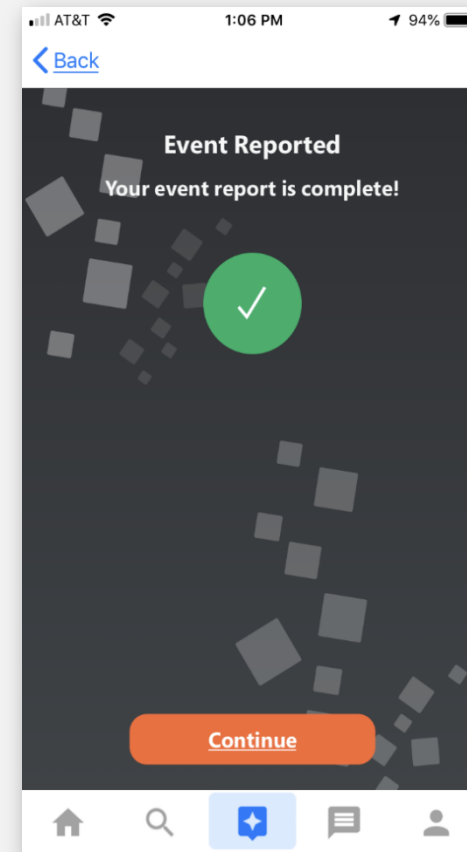 AT&T 1:06 PM 94%
Back
Event Reported
Your event report is complete!
Continue